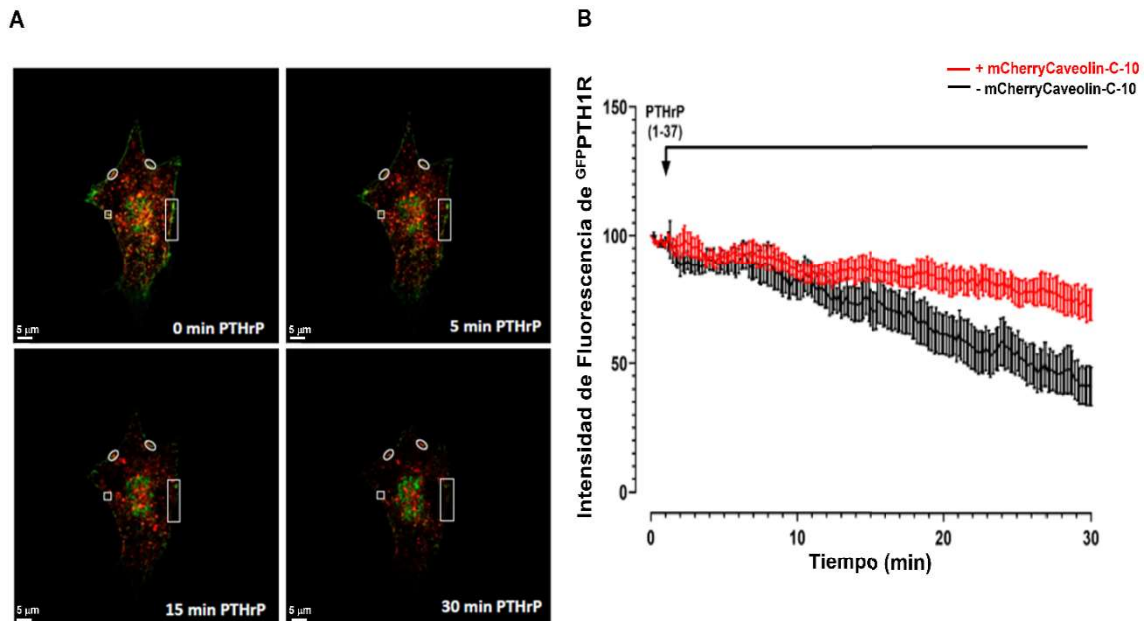 A
5 µm
0 min PTHrP
5 µm
5 min PTHrP
5 µm
15 min PTHrP
5 µm
30 min PTHrP
B
+ mCherryCaveolin-C-10
- mCherryCaveolin-C-10
Intensidad de Fluorescencia de GFPPTH1R
150
100
50
0
PTHrP
(1-37)
0 10 20 30
Tiempo (min)